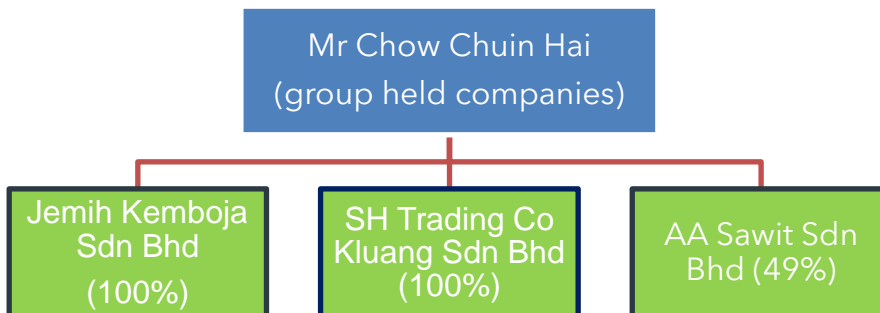 Mr Chow Chuin Hai
(group held companies)
Jemih Kemboja
Sdn Bhd
(100%)
SH Trading Co
Kluang Sdn Bhd
(100%)
AA Sawit Sdn
Bhd (49%)